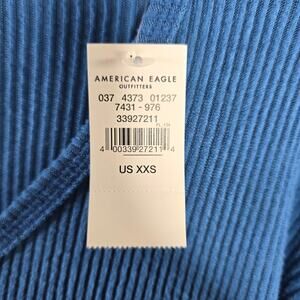 AMERICAN EAGLE
OUTFITTERS
037 4373 01237
7431 - 976
33927211
4 00339 27211 4
US XXS